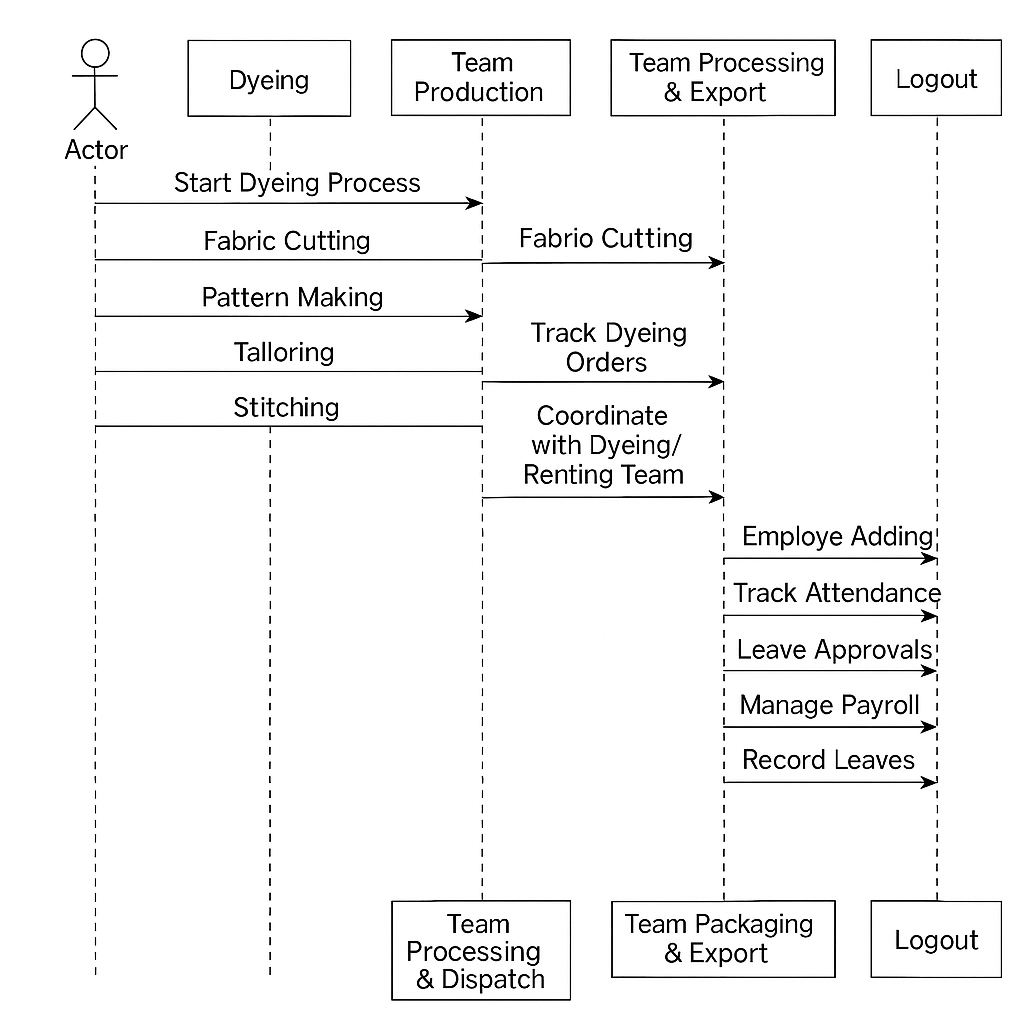 Actor
Dyeing
Team
Production
Team Processing
& Export
Logout
Start Dyeing Process
Fabric Cutting
Fabrio Cutting
Pattern Making
Talloring
Track Dyeing
Orders
Stitching
Coordinate
with Dyeing/
Renting Team
Employe Adding
Track Attendance
Leave Approvals
Manage Payroll
Record Leaves
Team
Processing
& Dispatch
Team Packaging
& Export
Logout